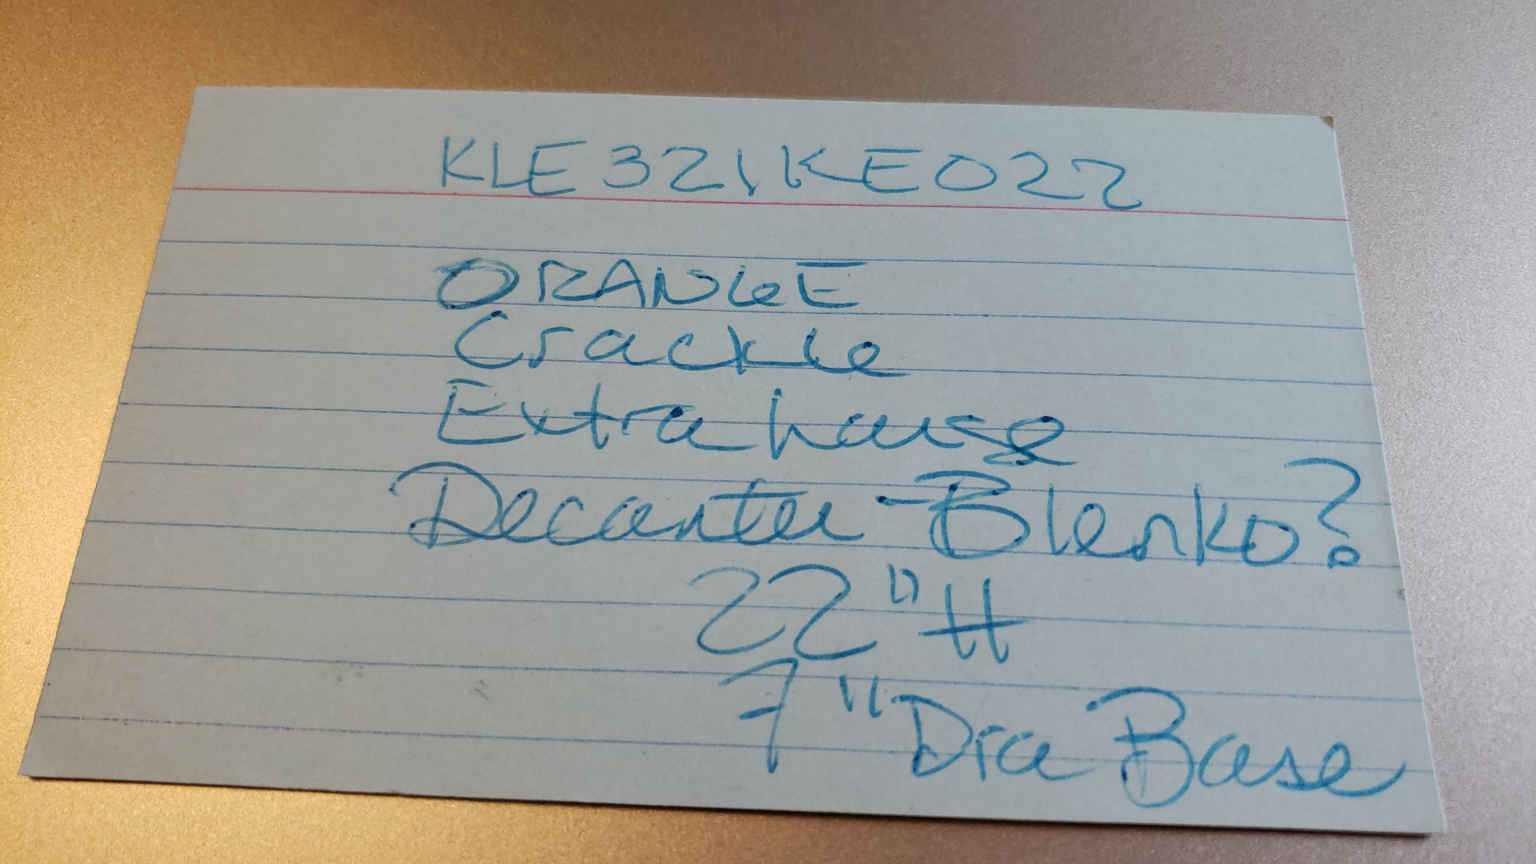 KLE321KE022
ORANGE
Crackle
Extra large
Decanter - Blenko?
22" H
7" Dia Base